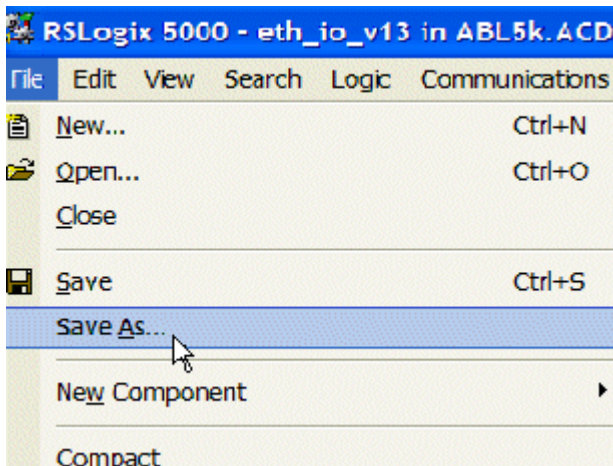 RSLogix 5000 - eth_io_v13 in ABL5k.ACD
File Edit View Search Logic Communications
New... Ctrl+N
Open... Ctrl+O
Close
Save Ctrl+S
Save As...
New Component
Compact